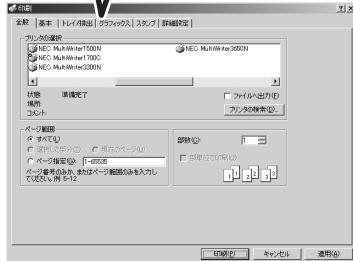 印刷
全般 基本 トレイ/排出 グラフィックス スタンプ 詳細設定
プリンタの選択
NEC MultiWriter1500N NEC MultiWriter3650N
NEC MultiWriter1700C
NEC MultiWriter3300N
状態: 準備完了
場所:
コメント:
ファイルへ出力(F)
プリンタの検索(D)...
ページ範囲
すべて(L)
選択した部分(T) 現在のページ(U)
ページ指定(G): 1-65535
ページ番号のみか、またはページ範囲のみを入力してください。例: 5-12
部数(C): 1
部単位で印刷(O)
1 1 2 2 3 3
印刷(P) キャンセル 適用(A)